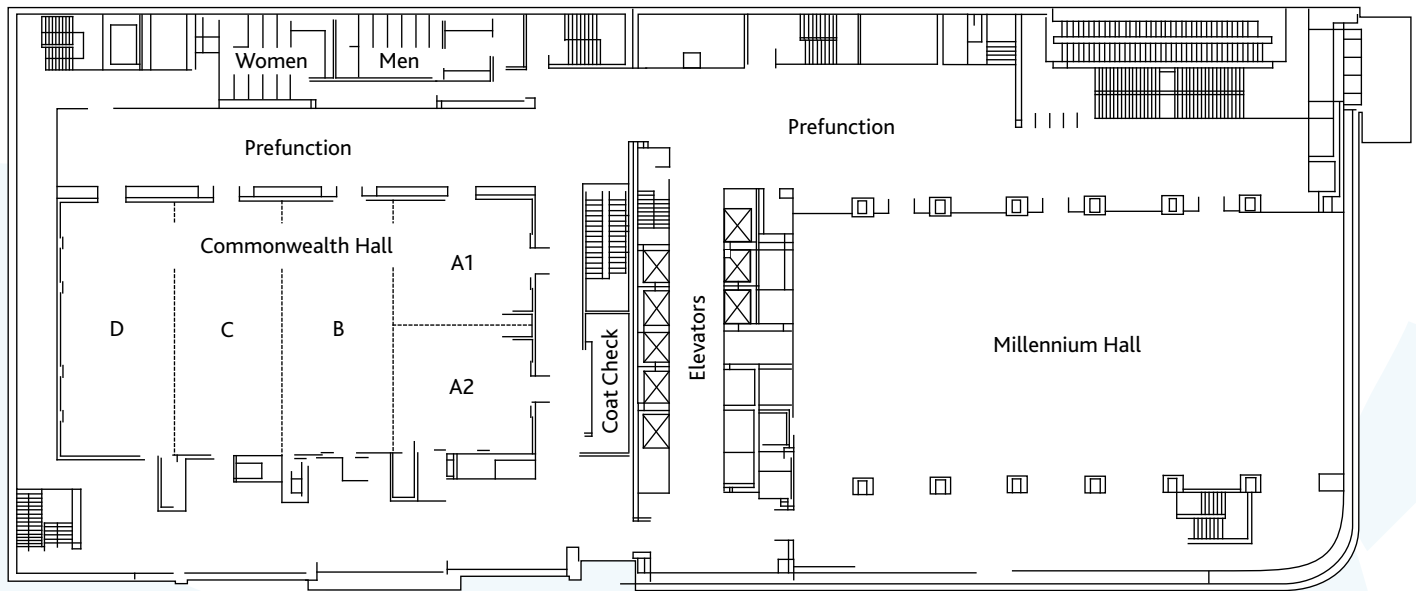 Women
Men
Prefunction
Prefunction
Commonwealth Hall
A1
D
C
B
A2
Coat Check
Elevators
Millennium Hall